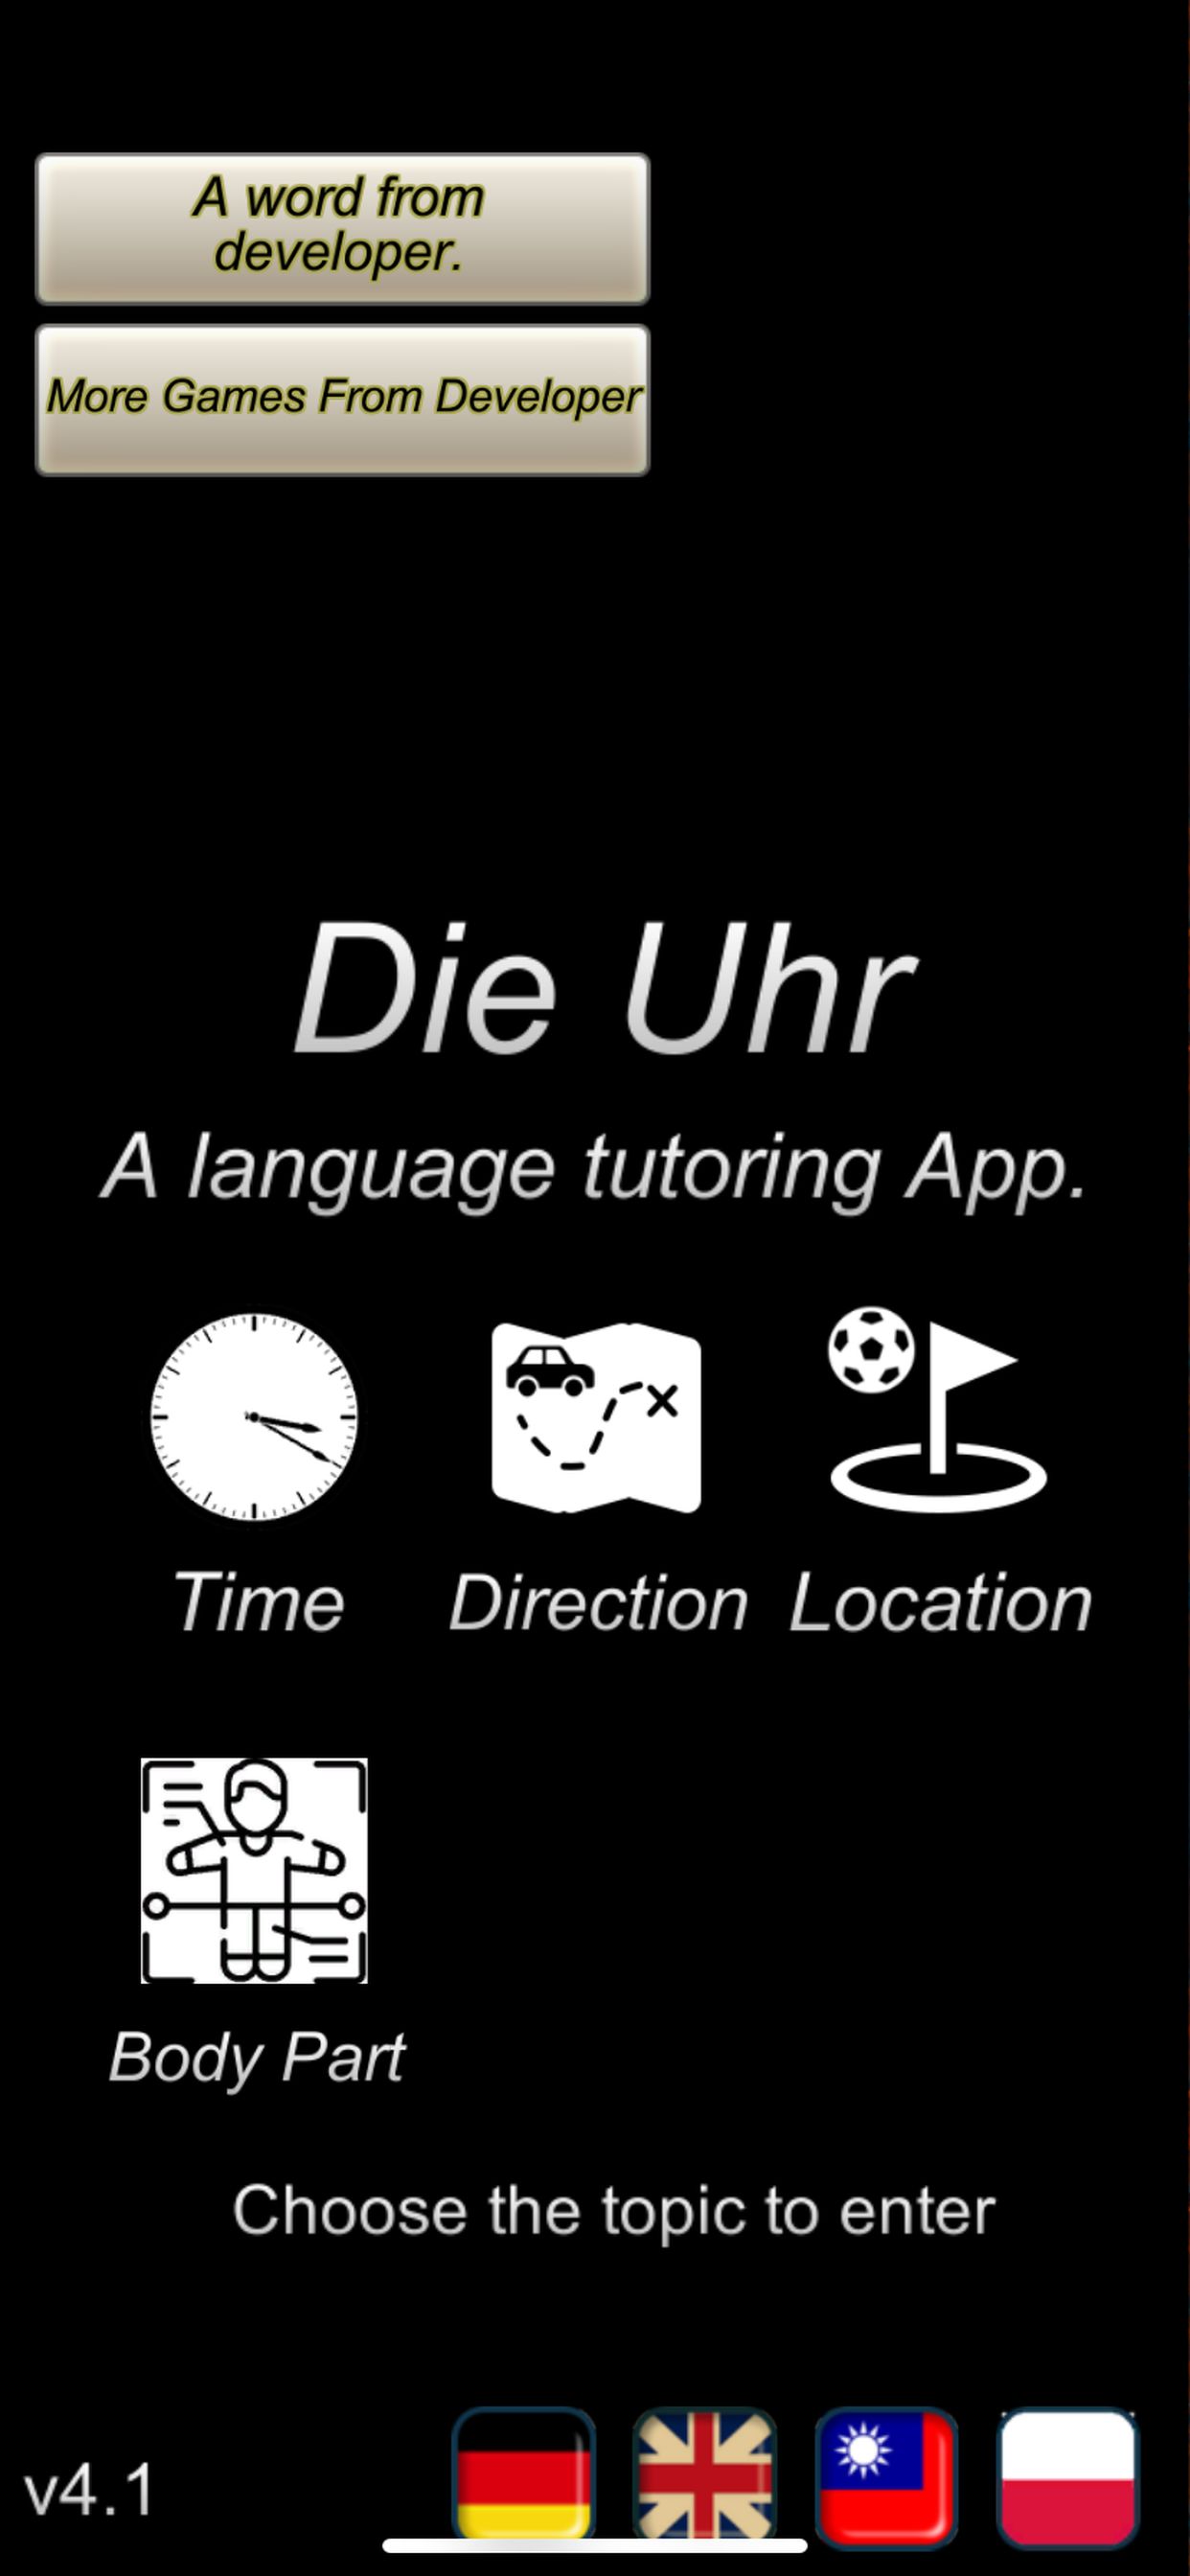 A word from
developer.
More Games From Developer
Die Uhr
A language tutoring App.
Time
Direction
Location
Body Part
Choose the topic to enter
v4.1